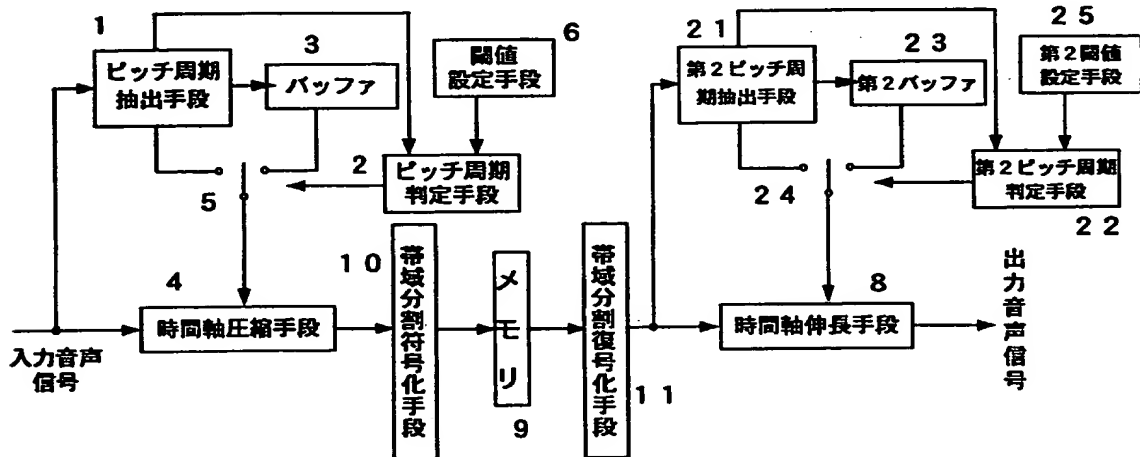 1
ピッチ周期
抽出手段
3
バッファ
6
閾値
設定手段
2
ピッチ周期
判定手段
5
4
時間軸圧縮手段
入力音声
信号
10
帯域分割符号化手段
メモリ
9
帯域分割復号化手段
11
21
第2ピッチ周
期抽出手段
23
第2バッファ
25
第2閾値
設定手段
24
第2ピッチ周期
判定手段
22
8
時間軸伸長手段
出力音声信号